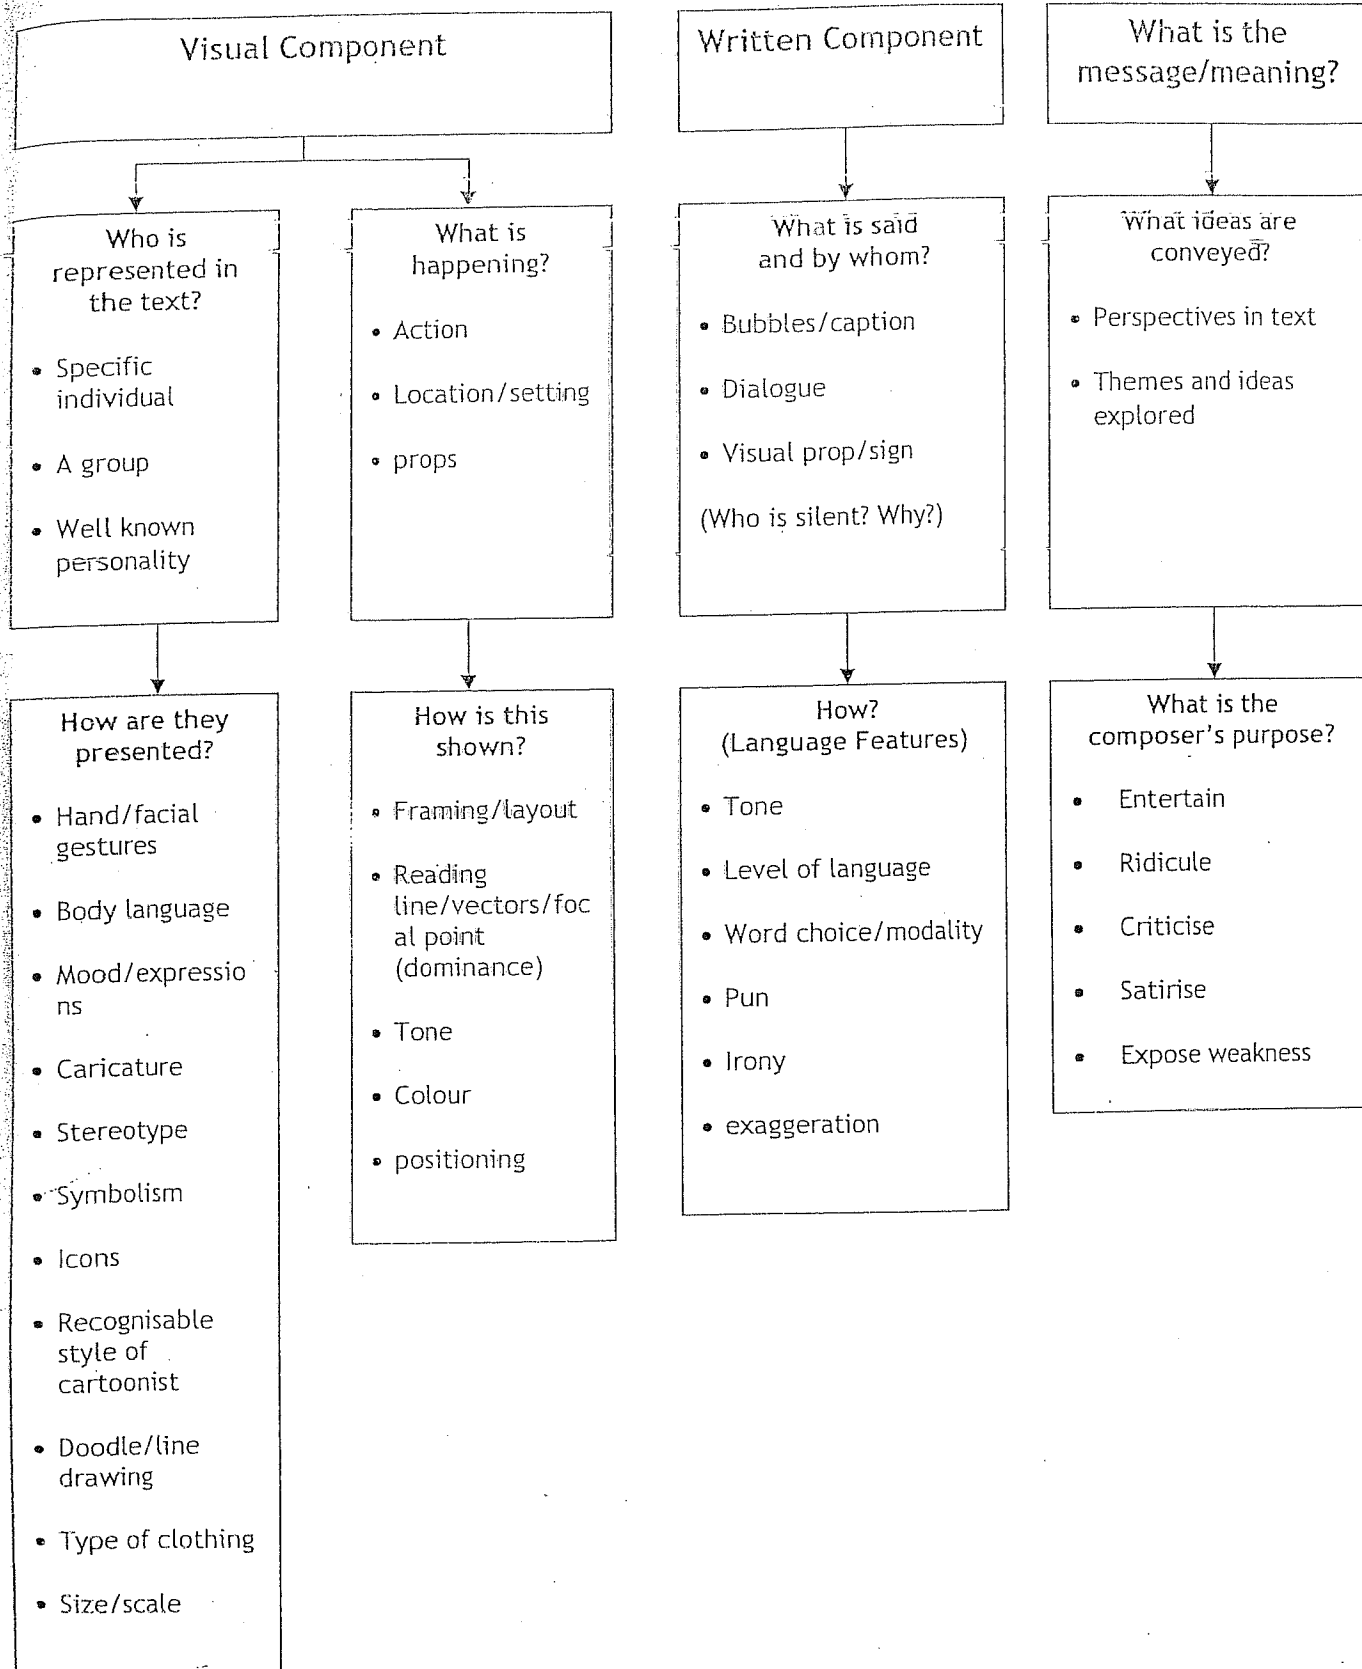 Visual Component
Who is
represented in
the text?
• Specific
individual
• A group
• Well known
personality
How are they
presented?
• Hand/facial
gestures
• Body language
• Mood/expressio
ns
• Caricature
• Stereotype
• Symbolism
• Icons
• Recognisable
style of
cartoonist
• Doodle/line
drawing
• Type of clothing
• Size/scale
What is
happening?
• Action
• Location/setting
• props
How is this
shown?
• Framing/layout
• Reading
line/vectors/foc
al point
(dominance)
• Tone
• Colour
• positioning
Written Component
What is said
and by whom?
• Bubbles/caption
• Dialogue
• Visual prop/sign
(Who is silent? Why?)
How?
(Language Features)
• Tone
• Level of language
• Word choice/modality
• Pun
• Irony
• exaggeration
What is the
message/meaning?
What ideas are
conveyed?
• Perspectives in text
• Themes and ideas
explored
What is the
composer's purpose?
• Entertain
• Ridicule
• Criticise
• Satirise
• Expose weakness